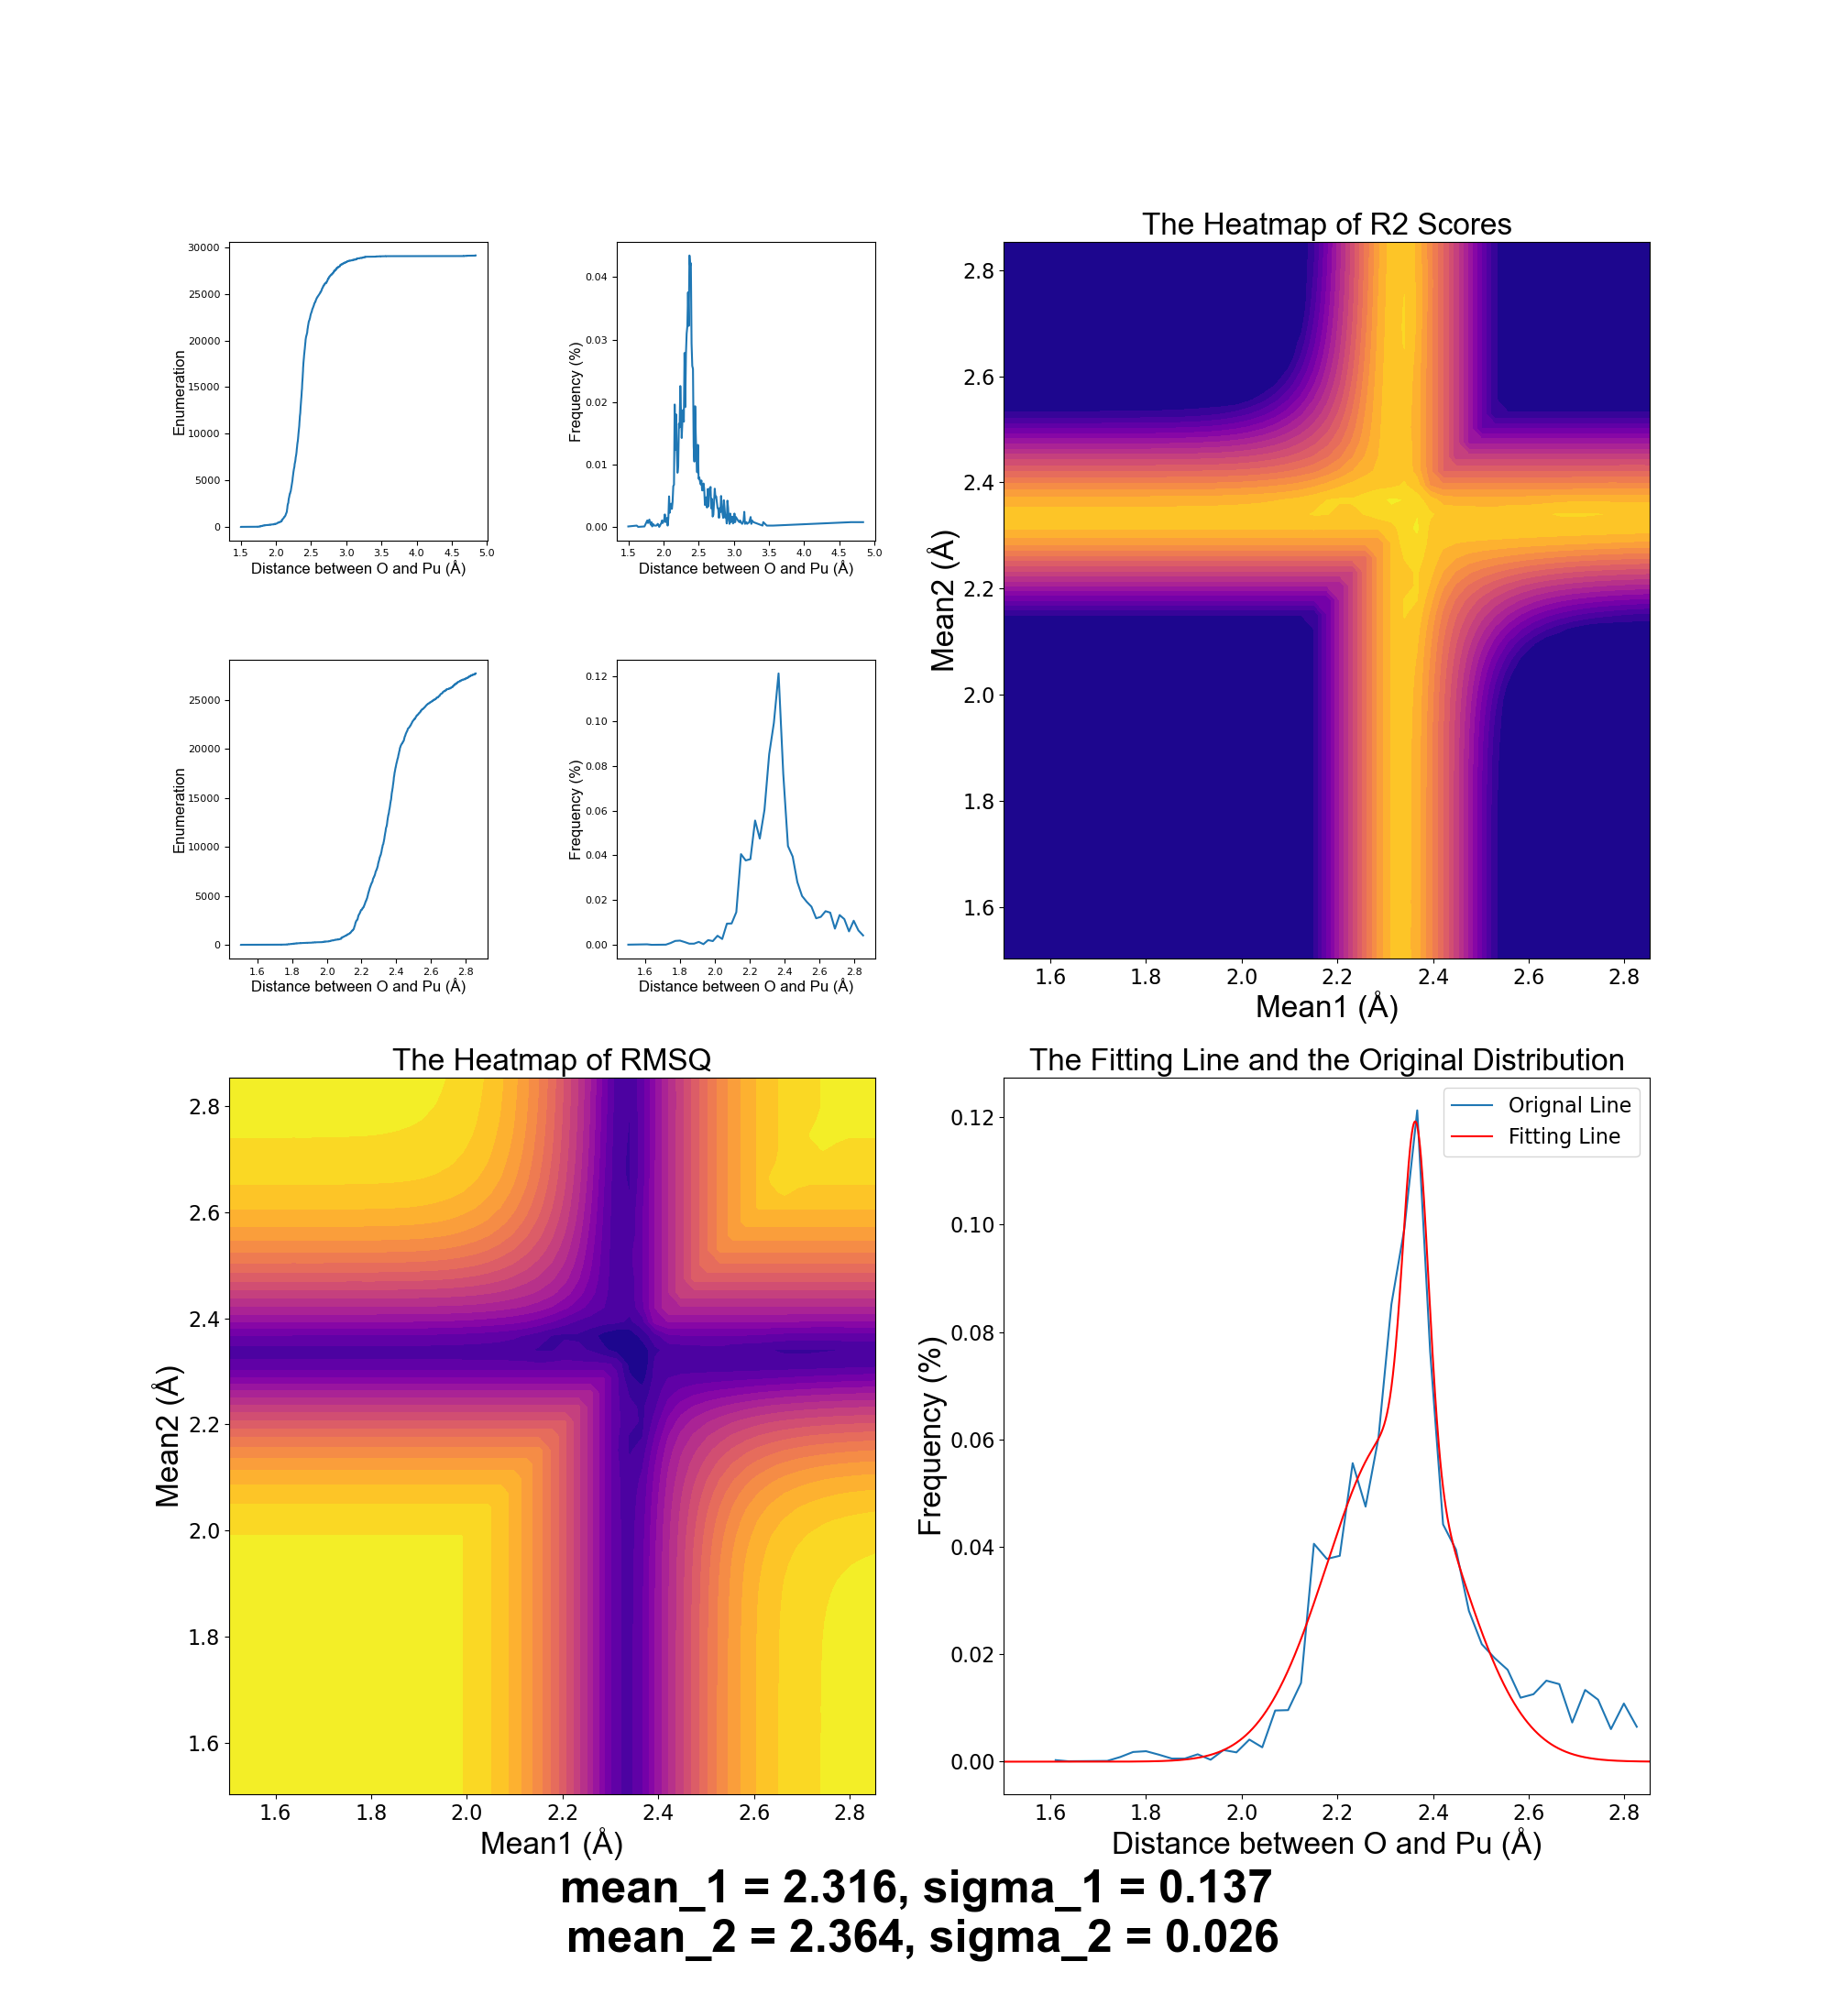 30000
25000
20000
15000
10000
5000
0
Enumeration
1.5 2.0 2.5 3.0 3.5 4.0 4.5 5.0
Distance between O and Pu (Å)
0.04
0.03
0.02
0.01
0.00
Frequency (%)
1.5 2.0 2.5 3.0 3.5 4.0 4.5 5.0
Distance between O and Pu (Å)
The Heatmap of R2 Scores
2.8
2.6
2.4
2.2
2.0
1.8
1.6
Mean2 (Å)
1.6 1.8 2.0 2.2 2.4 2.6 2.8
Mean1 (Å)
25000
20000
15000
10000
5000
0
Enumeration
1.6 1.8 2.0 2.2 2.4 2.6 2.8
Distance between O and Pu (Å)
0.12
0.10
0.08
0.06
0.04
0.02
0.00
Frequency (%)
1.6 1.8 2.0 2.2 2.4 2.6 2.8
Distance between O and Pu (Å)
The Heatmap of RMSQ
2.8
2.6
2.4
2.2
2.0
1.8
1.6
Mean2 (Å)
1.6 1.8 2.0 2.2 2.4 2.6 2.8
Mean1 (Å)
The Fitting Line and the Original Distribution
Orignal Line
Fitting Line
0.12
0.10
0.08
0.06
0.04
0.02
0.00
Frequency (%)
1.6 1.8 2.0 2.2 2.4 2.6 2.8
Distance between O and Pu (Å)
mean_1 = 2.316, sigma_1 = 0.137
mean_2 = 2.364, sigma_2 = 0.026